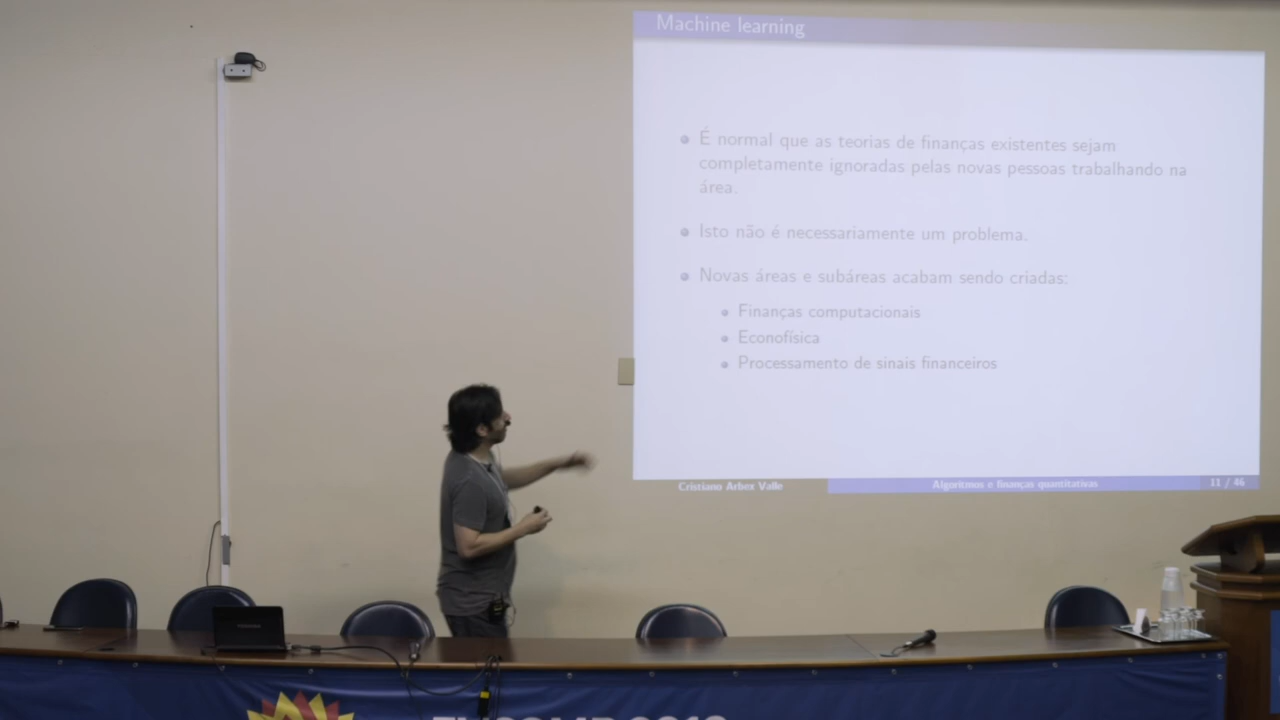 Machine learning
É normal que as teorias de finanças existentes sejam
completamente ignoradas pelas novas pessoas trabalhando na
área.
Isto não é necessariamente um problema.
Novas áreas e subáreas acabam sendo criadas:
Finanças computacionais
Econofísica
Processamento de sinais financeiros
Cristiano Arbex Valle
Algoritmos e finanças quantitativas
11 / 46